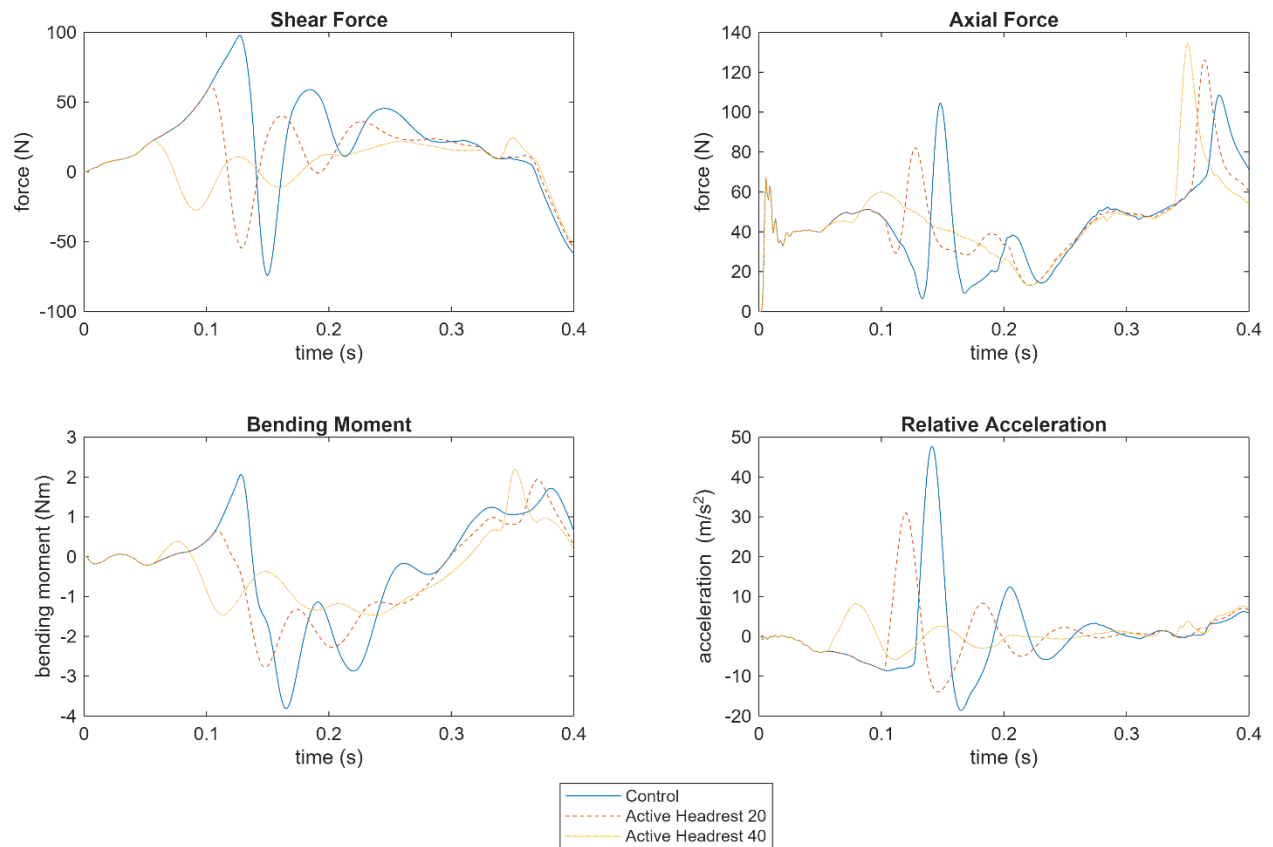 Shear Force
100
50
0
-50
-100
force (N)
0 0.1 0.2 0.3 0.4
time (s)
Axial Force
140
120
100
80
60
40
20
0
force (N)
0 0.1 0.2 0.3 0.4
time (s)
Bending Moment
3
2
1
0
-1
-2
-3
-4
bending moment (Nm)
0 0.1 0.2 0.3 0.4
time (s)
Relative Acceleration
50
40
30
20
10
0
-10
-20
acceleration (m/s²)
0 0.1 0.2 0.3 0.4
time (s)
Control
Active Headrest 20
Active Headrest 40